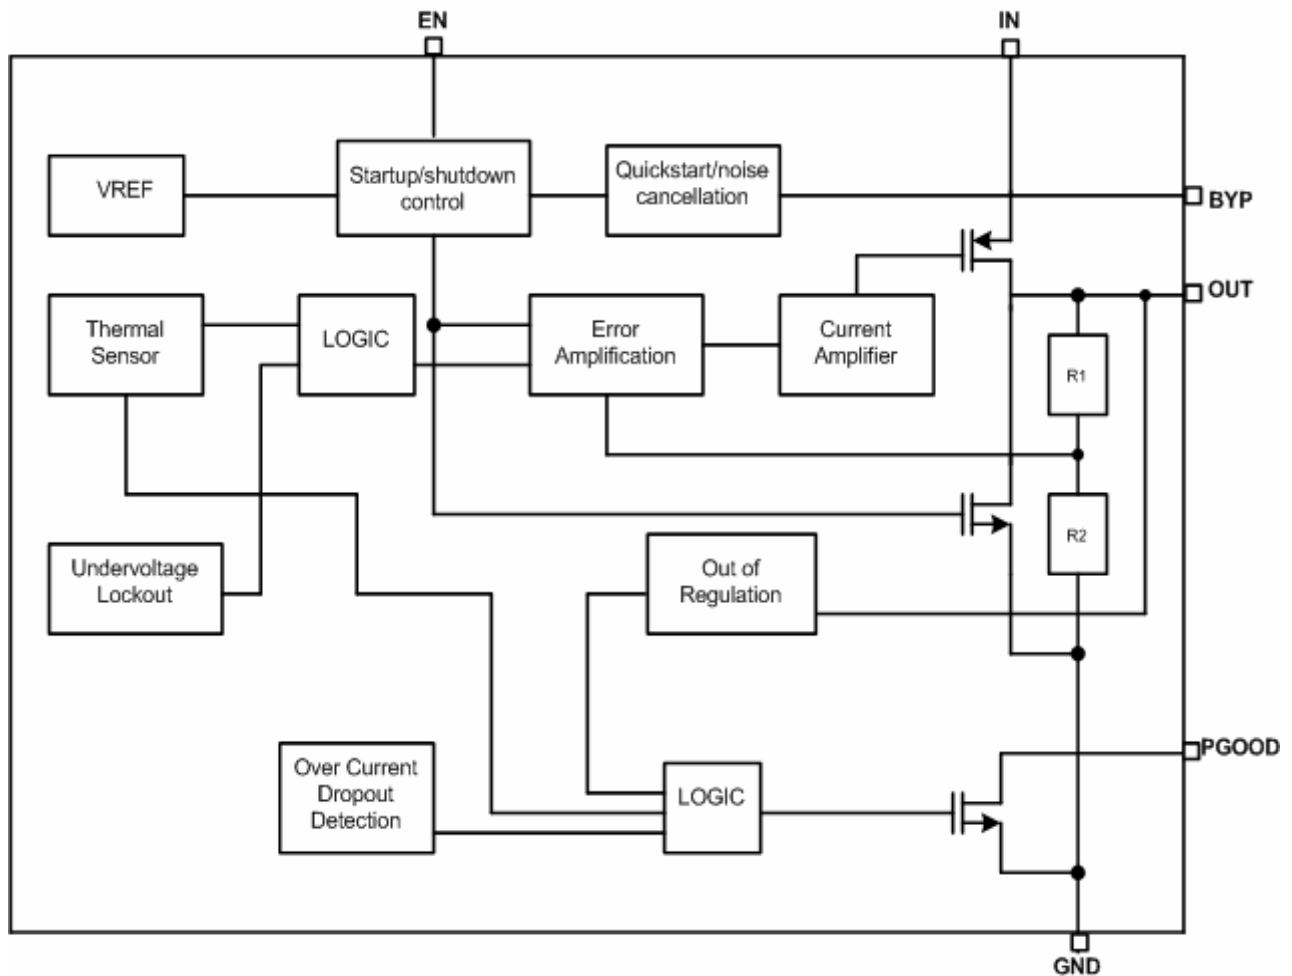 EN
IN
VREF
Startup/shutdown
control
Quickstart/noise
cancellation
BYP
OUT
Thermal
Sensor
LOGIC
Error
Amplification
Current
Amplifier
R1
R2
Undervoltage
Lockout
Out of
Regulation
PGOOD
Over Current
Dropout
Detection
LOGIC
GND